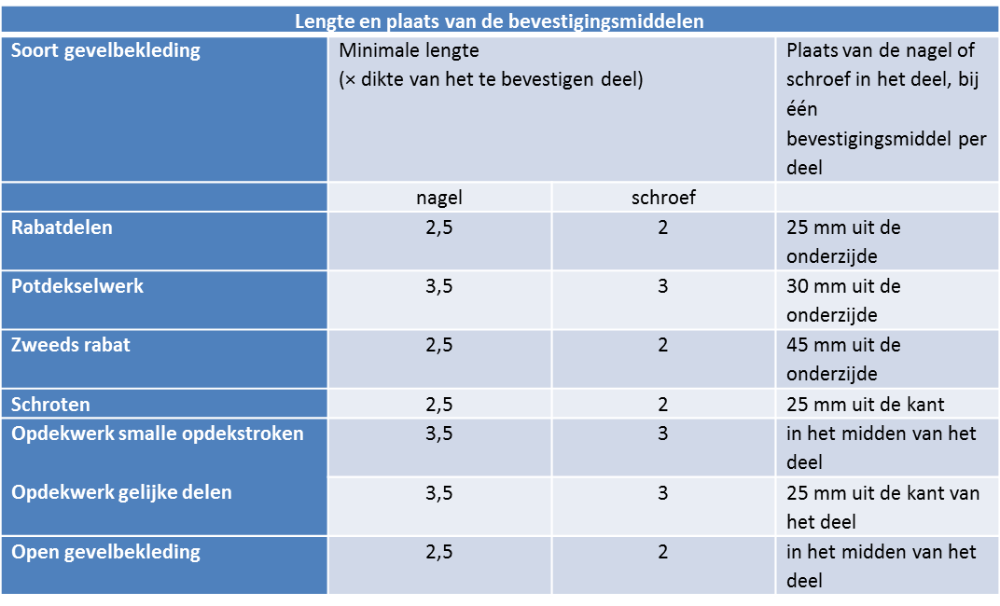 Lengte en plaats van de bevestigingsmiddelen
Soort gevelbekleding
Minimale lengte
(× dikte van het te bevestigen deel)
Plaats van de nagel of
schroef in het deel, bij
één
bevestigingsmiddel per
deel
nagel
schroef
Rabatdelen
2,5
2
25 mm uit de
onderzijde
Potdekselwerk
3,5
3
30 mm uit de
onderzijde
Zweeds rabat
2,5
2
45 mm uit de
onderzijde
Schroten
2,5
2
25 mm uit de kant
Opdekwerk smalle opdekstroken
3,5
3
in het midden van het
deel
Opdekwerk gelijke delen
3,5
3
25 mm uit de kant van
het deel
Open gevelbekleding
2,5
2
in het midden van het
deel